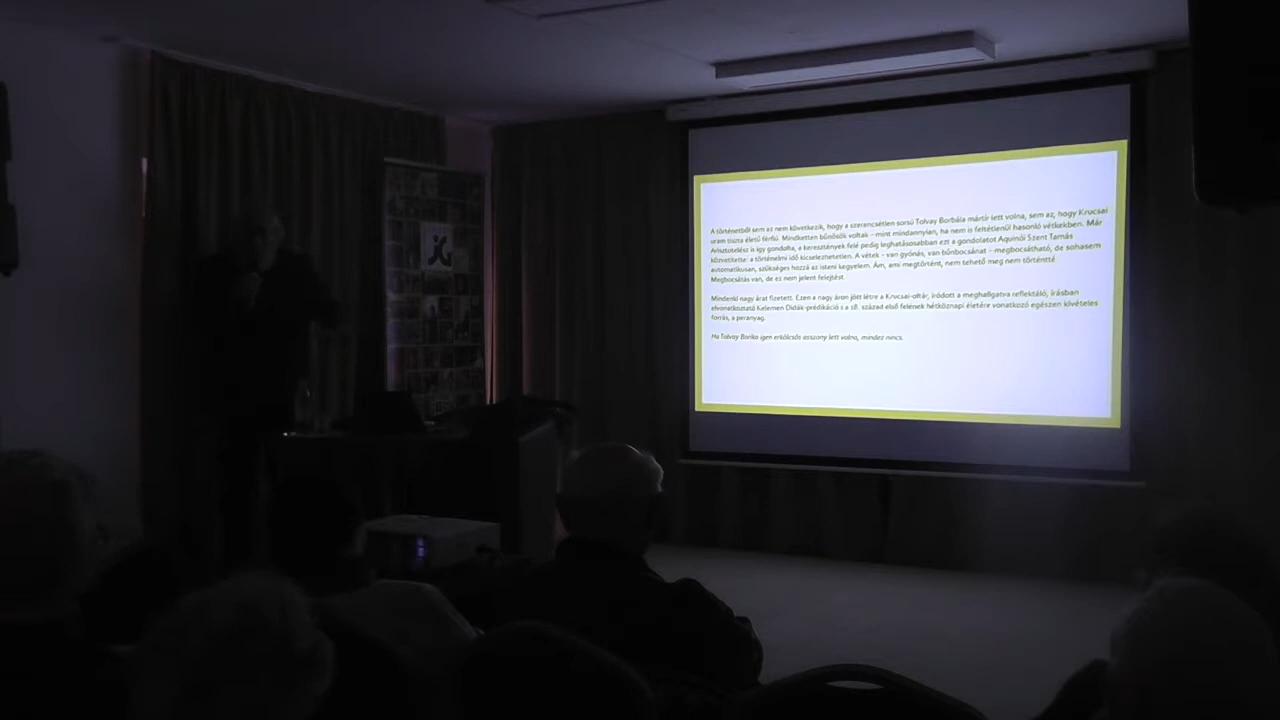 A történetből sem az nem következik, hogy a szerencsétlen sorsú Tolvay Borbála mártír lett volna, sem az, hogy Krucsai
uram tiszta életű férfiú. Mindketten bűnösök voltak – mint mindannyian, ha nem is feltétlenül hasonló vétkekben. Már
Arisztotelész is így gondolta, a keresztények felé pedig leghatásosabban ezt a gondolatot Aquinói Szent Tamás
közvetítette: a történelmi idő kicselezhetetlen. A vétek – van gyónás, van bűnbocsánat – megbocsátható, de sohasem
automatikusan, szükséges hozzá az isteni kegyelem. Ám, ami megtörtént, nem tehető meg nem történtté
Megbocsátás van, de ez nem jelent felejtést.
Mindenki nagy árat fizetett. Ezen a nagy áron jött létre a Krucsai-oltár, íródott a meghallgatva reflektáló, írásban
elvonatkoztató Kelemen Didák-prédikáció s a 18. század első felének hétköznapi életére vonatkozó egészen kivételes
forrás, a peranyag.
Ha Tolvay Borika igen erkölcsös asszony lett volna, mindez nincs.